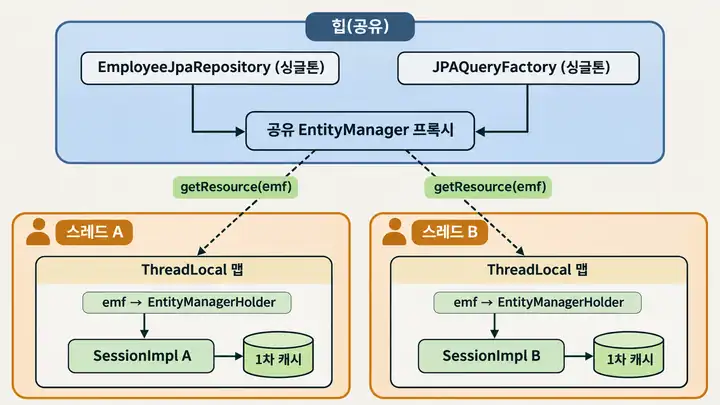 힙(공유)
EmployeeJpaRepository (싱글톤)
JPAQueryFactory (싱글톤)
공유 EntityManager 프록시
getResource(emf)
getResource(emf)
스레드 A
ThreadLocal 맵
emf → EntityManagerHolder
SessionImpl A
1차 캐시
스레드 B
ThreadLocal 맵
emf → EntityManagerHolder
SessionImpl B
1차 캐시